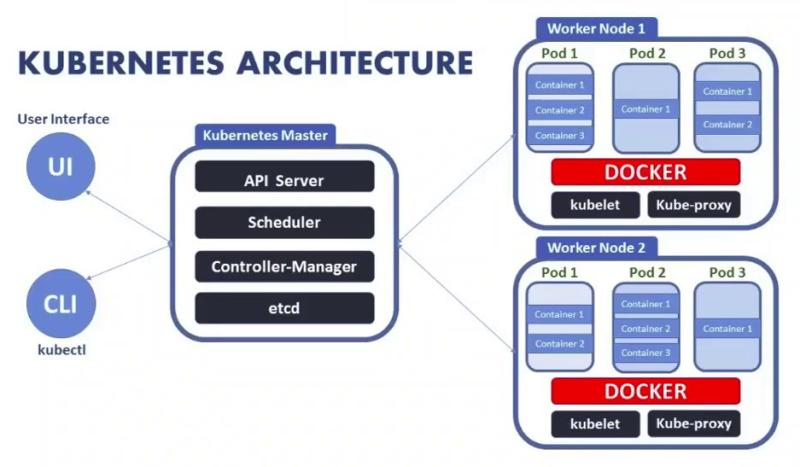 KUBERNETES ARCHITECTURE
User Interface
UI
CLI
kubectl
Kubernetes Master
API Server
Scheduler
Controller-Manager
etcd
Worker Node 1
Pod 1 Pod 2 Pod 3
Container 1
Container 2
Container 3
Container 1
Container 1
Container 2
DOCKER
kubelet Kube-proxy
Worker Node 2
Pod 1 Pod 2 Pod 3
Container 1
Container 2
Container 1
Container 2
Container 3
Container 1
DOCKER
kubelet Kube-proxy